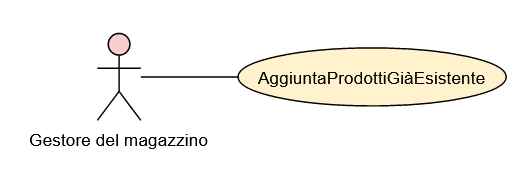 AggiuntaProdottiGiàEsistente
Gestore del magazzino